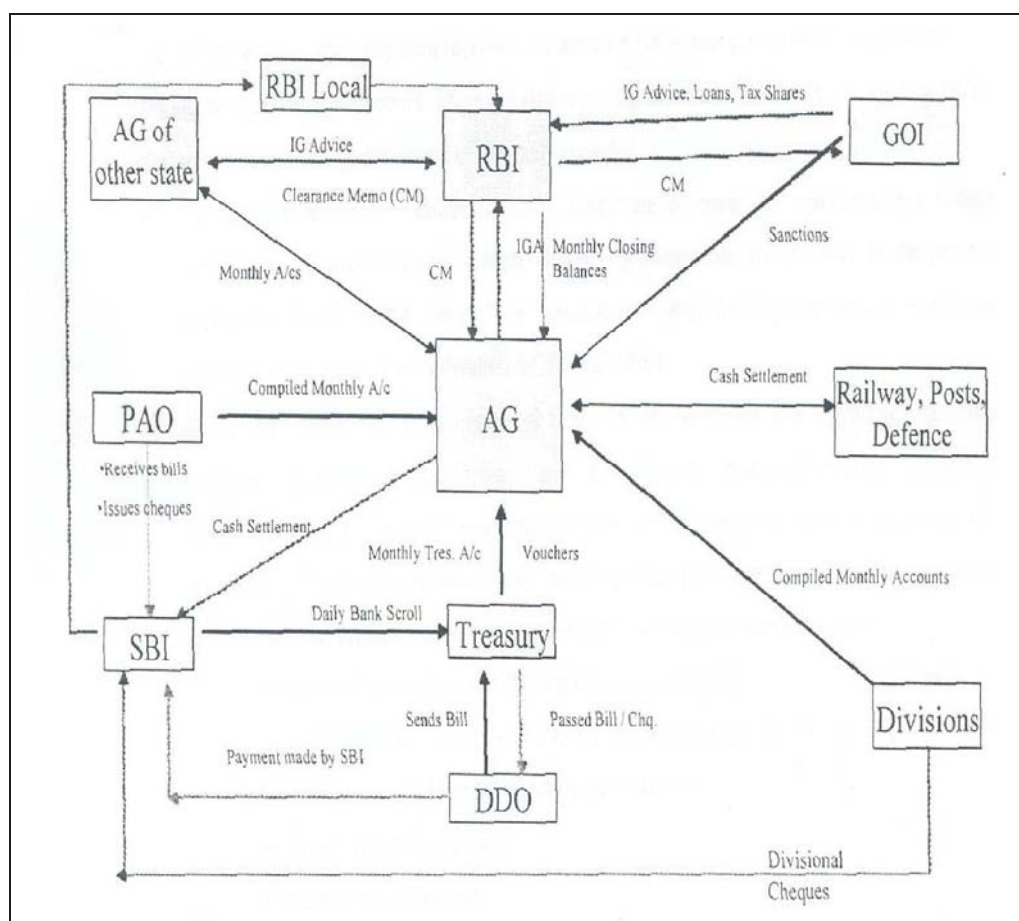 RBI Local
IG Advice, Loans, Tax Shares
AG of
other state
IG Advice
RBI
GOI
Clearance Memo (CM)
CM
Sanctions
Monthly A/cs
CM
IGA Monthly Closing
Balances
Compiled Monthly A/c
Cash Settlement
PAO
AG
Railway, Posts,
Defence
•Receives bills
•Issues cheques
Cash Settlement
Monthly Tres. A/c
Vouchers
Compiled Monthly Accounts
Daily Bank Scroll
SBI
Treasury
Sends Bill
Passed Bill / Chq.
Divisions
Payment made by SBI
DDO
Divisional
Cheques